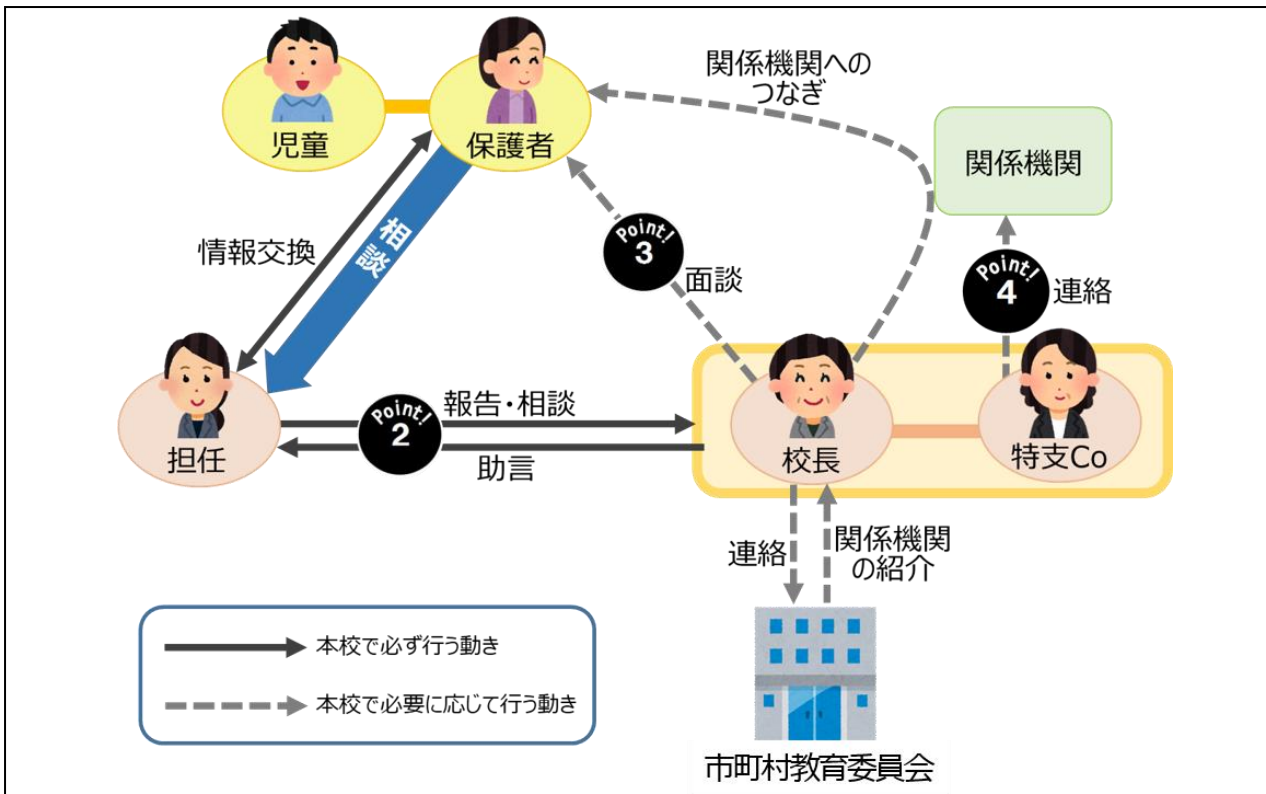 児童
保護者
関係機関への
つなぎ
関係機関
情報交換
相談
Point!
3
面談
Point!
4
連絡
担任
Point!
2
報告・相談
助言
校長
特支Co
連絡
関係機関
の紹介
本校で必ず行う動き
本校で必要に応じて行う動き
市町村教育委員会